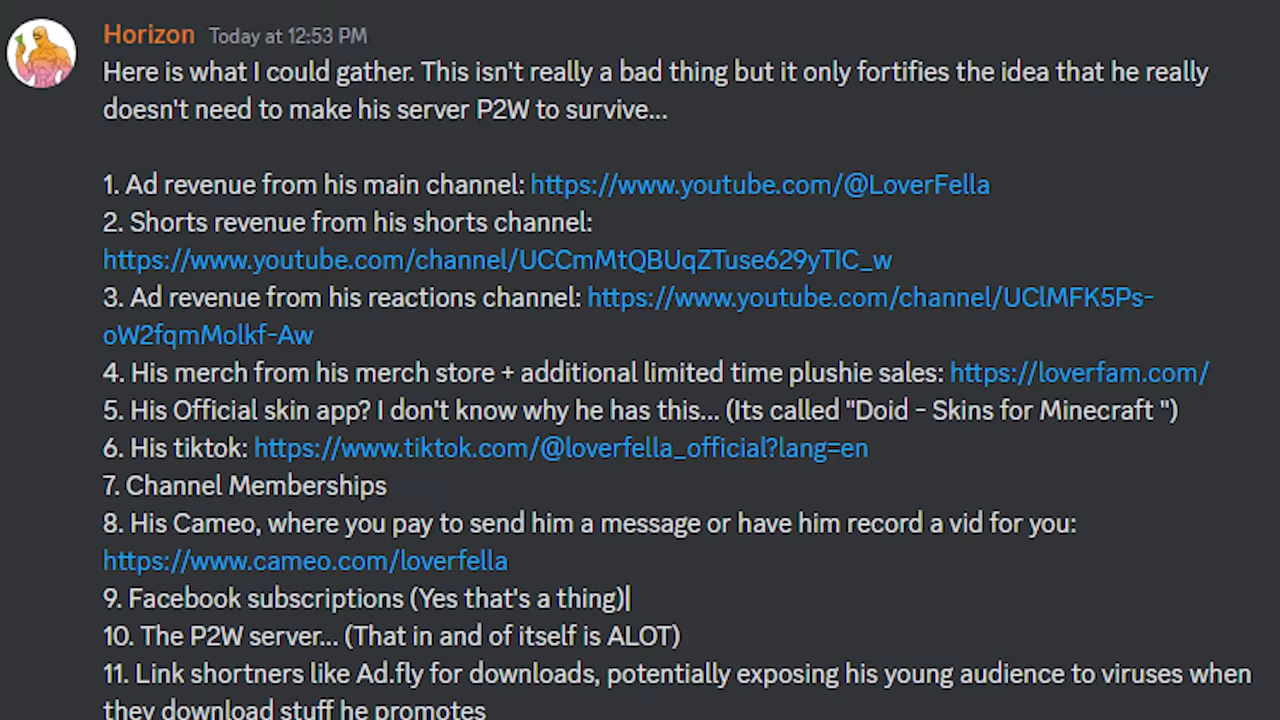 Horizon Today at 12:53 PM
Here is what I could gather. This isn't really a bad thing but it only fortifies the idea that he really
doesn't need to make his server P2W to survive...
1. Ad revenue from his main channel: https://www.youtube.com/@LoverFella
2. Shorts revenue from his shorts channel:
https://www.youtube.com/channel/UCCmMtQBUqZTuse629yTIC_w
3. Ad revenue from his reactions channel: https://www.youtube.com/channel/UClMFK5Ps-
oW2fqmMolkf-Aw
4. His merch from his merch store + additional limited time plushie sales: https://loverfam.com/
5. His Official skin app? I don't know why he has this... (Its called "Doid - Skins for Minecraft ")
6. His tiktok: https://www.tiktok.com/@loverfella_official?lang=en
7. Channel Memberships
8. His Cameo, where you pay to send him a message or have him record a vid for you:
https://www.cameo.com/loverfella
9. Facebook subscriptions (Yes that's a thing)|
10. The P2W server... (That in and of itself is ALOT)
11. Link shortners like Ad.fly for downloads, potentially exposing his young audience to viruses when
they download stuff he promotes